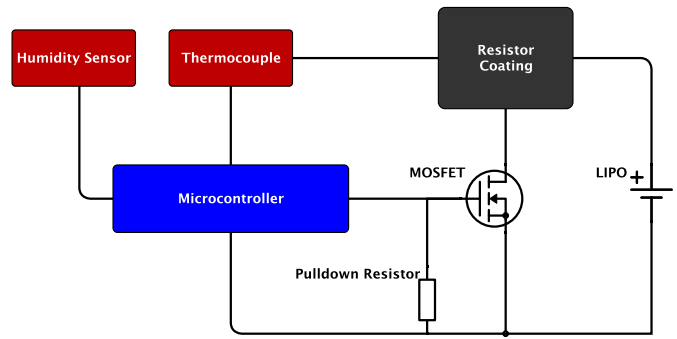 Humidity Sensor
Thermocouple
Resistor
Coating
MOSFET
LIPO
+
Microcontroller
Pulldown Resistor